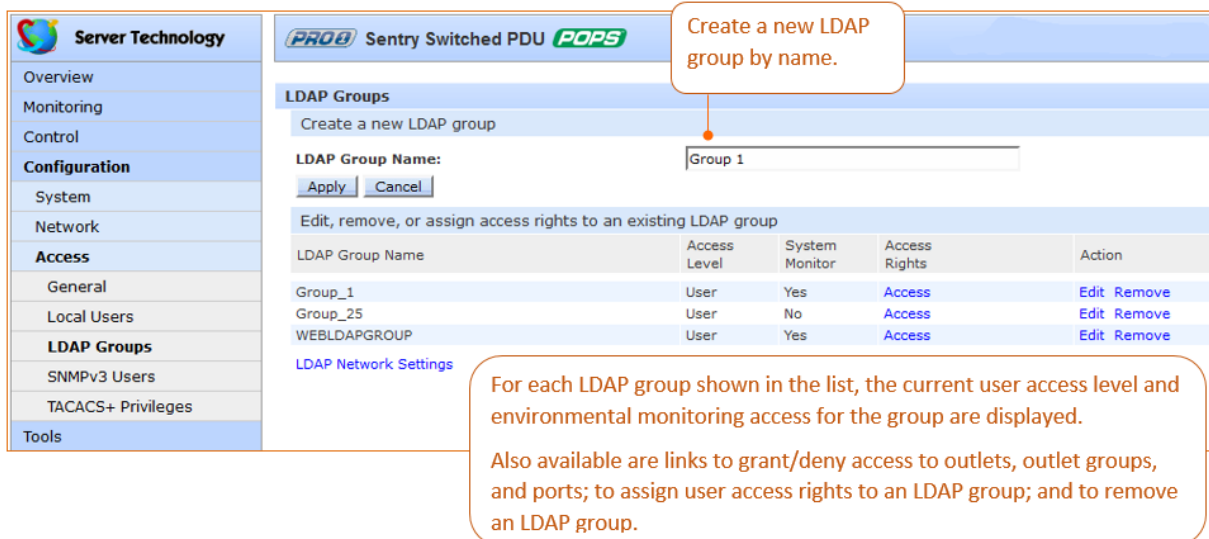 Server Technology
PRO2 Sentry Switched PDU POPS
Create a new LDAP
group by name.
Overview
Monitoring
Control
Configuration
System
Network
Access
General
Local Users
LDAP Groups
SNMPv3 Users
TACACS+ Privileges
Tools
LDAP Groups
Create a new LDAP group
LDAP Group Name: Group 1
Apply Cancel
Edit, remove, or assign access rights to an existing LDAP group
LDAP Group Name Access Level System Monitor Access Rights Action
Group_1 User Yes Access Edit Remove
Group_25 User No Access Edit Remove
WEBLDAPGROUP User Yes Access Edit Remove
LDAP Network Settings
For each LDAP group shown in the list, the current user access level and
environmental monitoring access for the group are displayed.
Also available are links to grant/deny access to outlets, outlet groups,
and ports; to assign user access rights to an LDAP group; and to remove
an LDAP group.